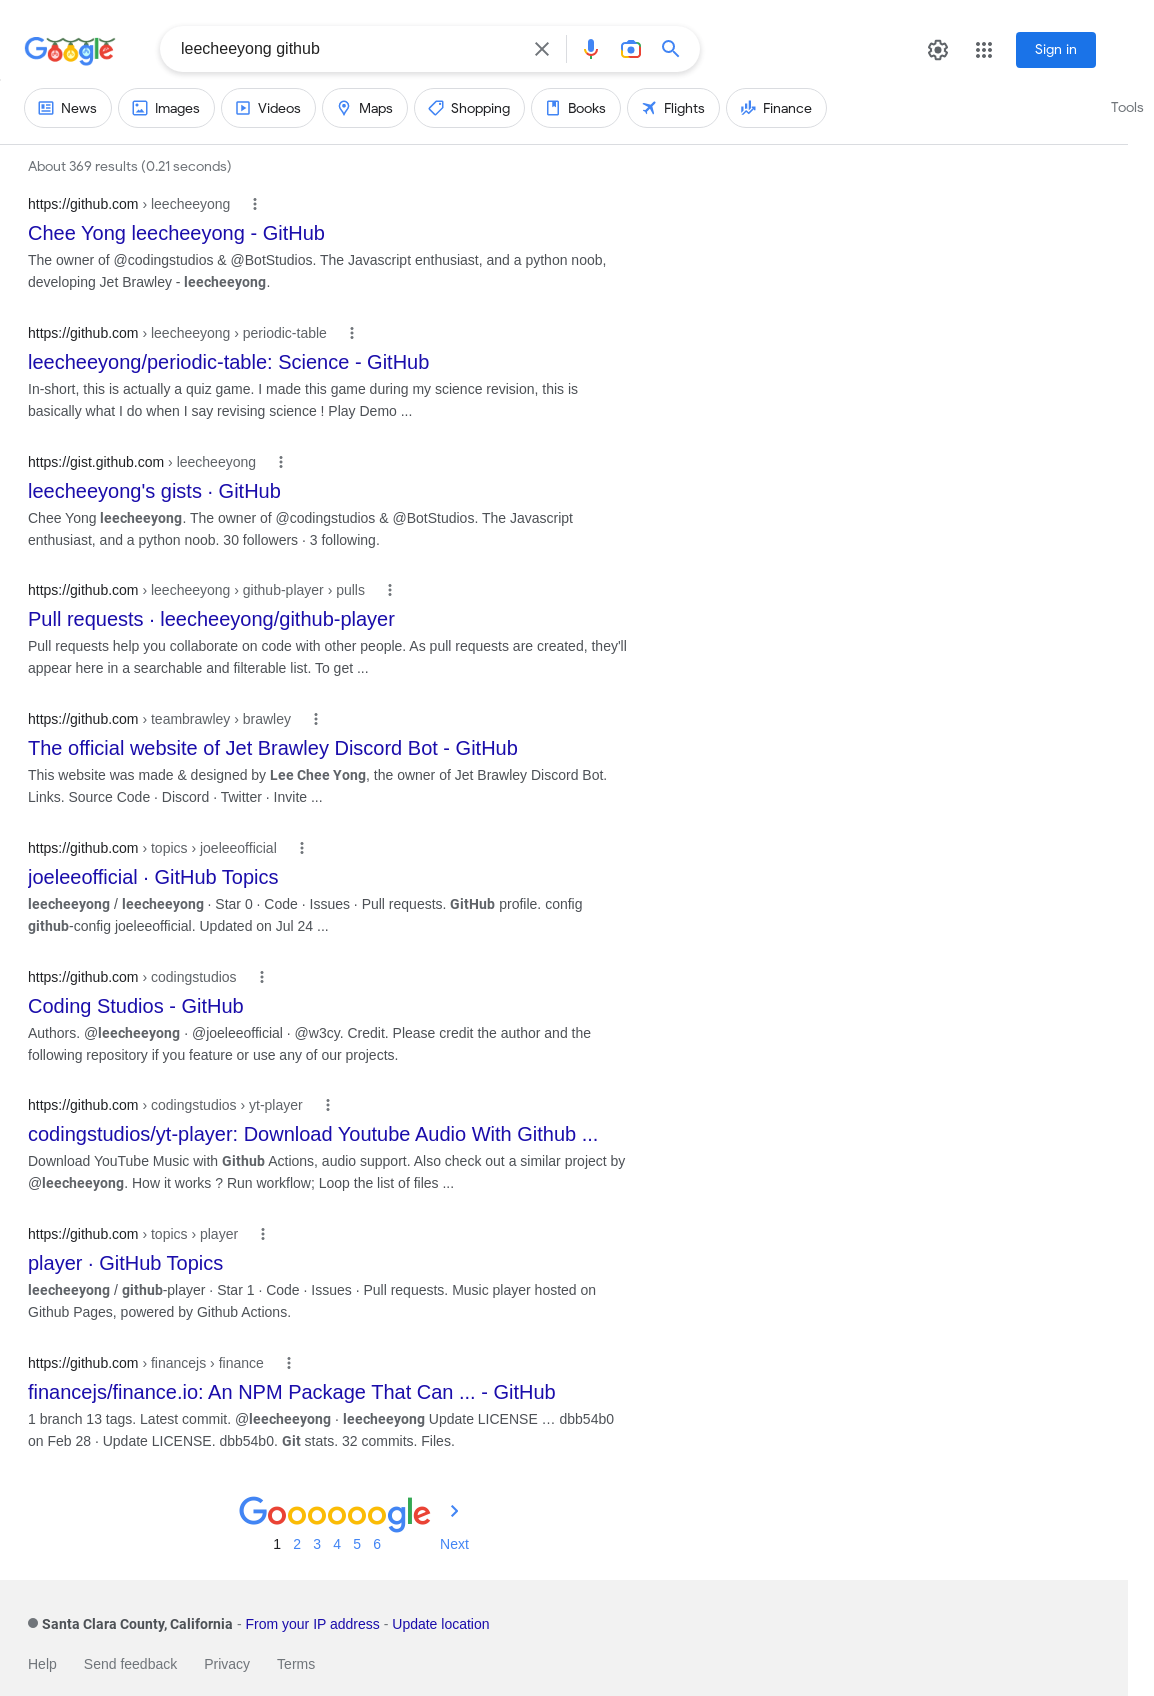 Google
leecheeyong github
Sign in
News Images Videos Maps Shopping Books Flights Finance Tools
About 369 results (0.21 seconds)
https://github.com › leecheeyong
Chee Yong leecheeyong - GitHub
The owner of @codingstudios & @BotStudios. The Javascript enthusiast, and a python noob,
developing Jet Brawley - leecheeyong.
https://github.com › leecheeyong › periodic-table
leecheeyong/periodic-table: Science - GitHub
In-short, this is actually a quiz game. I made this game during my science revision, this is
basically what I do when I say revising science ! Play Demo ...
https://gist.github.com › leecheeyong
leecheeyong's gists · GitHub
Chee Yong leecheeyong. The owner of @codingstudios & @BotStudios. The Javascript
enthusiast, and a python noob. 30 followers · 3 following.
https://github.com › leecheeyong › github-player › pulls
Pull requests · leecheeyong/github-player
Pull requests help you collaborate on code with other people. As pull requests are created, they'll
appear here in a searchable and filterable list. To get ...
https://github.com › teambrawley › brawley
The official website of Jet Brawley Discord Bot - GitHub
This website was made & designed by Lee Chee Yong, the owner of Jet Brawley Discord Bot.
Links. Source Code · Discord · Twitter · Invite ...
https://github.com › topics › joeleeofficial
joeleeofficial · GitHub Topics
leecheeyong / leecheeyong · Star 0 · Code · Issues · Pull requests. GitHub profile. config
github-config joeleeofficial. Updated on Jul 24 ...
https://github.com › codingstudios
Coding Studios - GitHub
Authors. @leecheeyong · @joeleeofficial · @w3cy. Credit. Please credit the author and the
following repository if you feature or use any of our projects.
https://github.com › codingstudios › yt-player
codingstudios/yt-player: Download Youtube Audio With Github ...
Download YouTube Music with Github Actions, audio support. Also check out a similar project by
@leecheeyong. How it works ? Run workflow; Loop the list of files ...
https://github.com › topics › player
player · GitHub Topics
leecheeyong / github-player · Star 1 · Code · Issues · Pull requests. Music player hosted on
Github Pages, powered by Github Actions.
https://github.com › financejs › finance
financejs/finance.io: An NPM Package That Can ... - GitHub
1 branch 13 tags. Latest commit. @leecheeyong · leecheeyong Update LICENSE … dbb54b0
on Feb 28 · Update LICENSE. dbb54b0. Git stats. 32 commits. Files.
Goooooogle
1 2 3 4 5 6 Next
Santa Clara County, California - From your IP address - Update location
Help Send feedback Privacy Terms